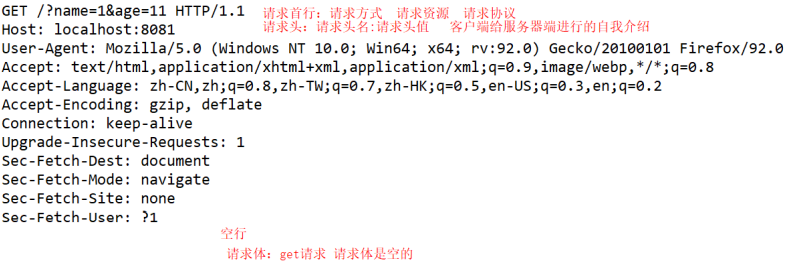 GET /?name=1&age=11 HTTP/1.1 请求首行：请求方式 请求资源 请求协议
Host: localhost:8081 请求头：请求头名:请求头值 客户端给服务器端进行的自我介绍
User-Agent: Mozilla/5.0 (Windows NT 10.0; Win64; x64; rv:92.0) Gecko/20100101 Firefox/92.0
Accept: text/html,application/xhtml+xml,application/xml;q=0.9,image/webp,*/*;q=0.8
Accept-Language: zh-CN,zh;q=0.8,zh-TW;q=0.7,zh-HK;q=0.5,en-US;q=0.3,en;q=0.2
Accept-Encoding: gzip, deflate
Connection: keep-alive
Upgrade-Insecure-Requests: 1
Sec-Fetch-Dest: document
Sec-Fetch-Mode: navigate
Sec-Fetch-Site: none
Sec-Fetch-User: ?1
空行
请求体：get请求 请求体是空的